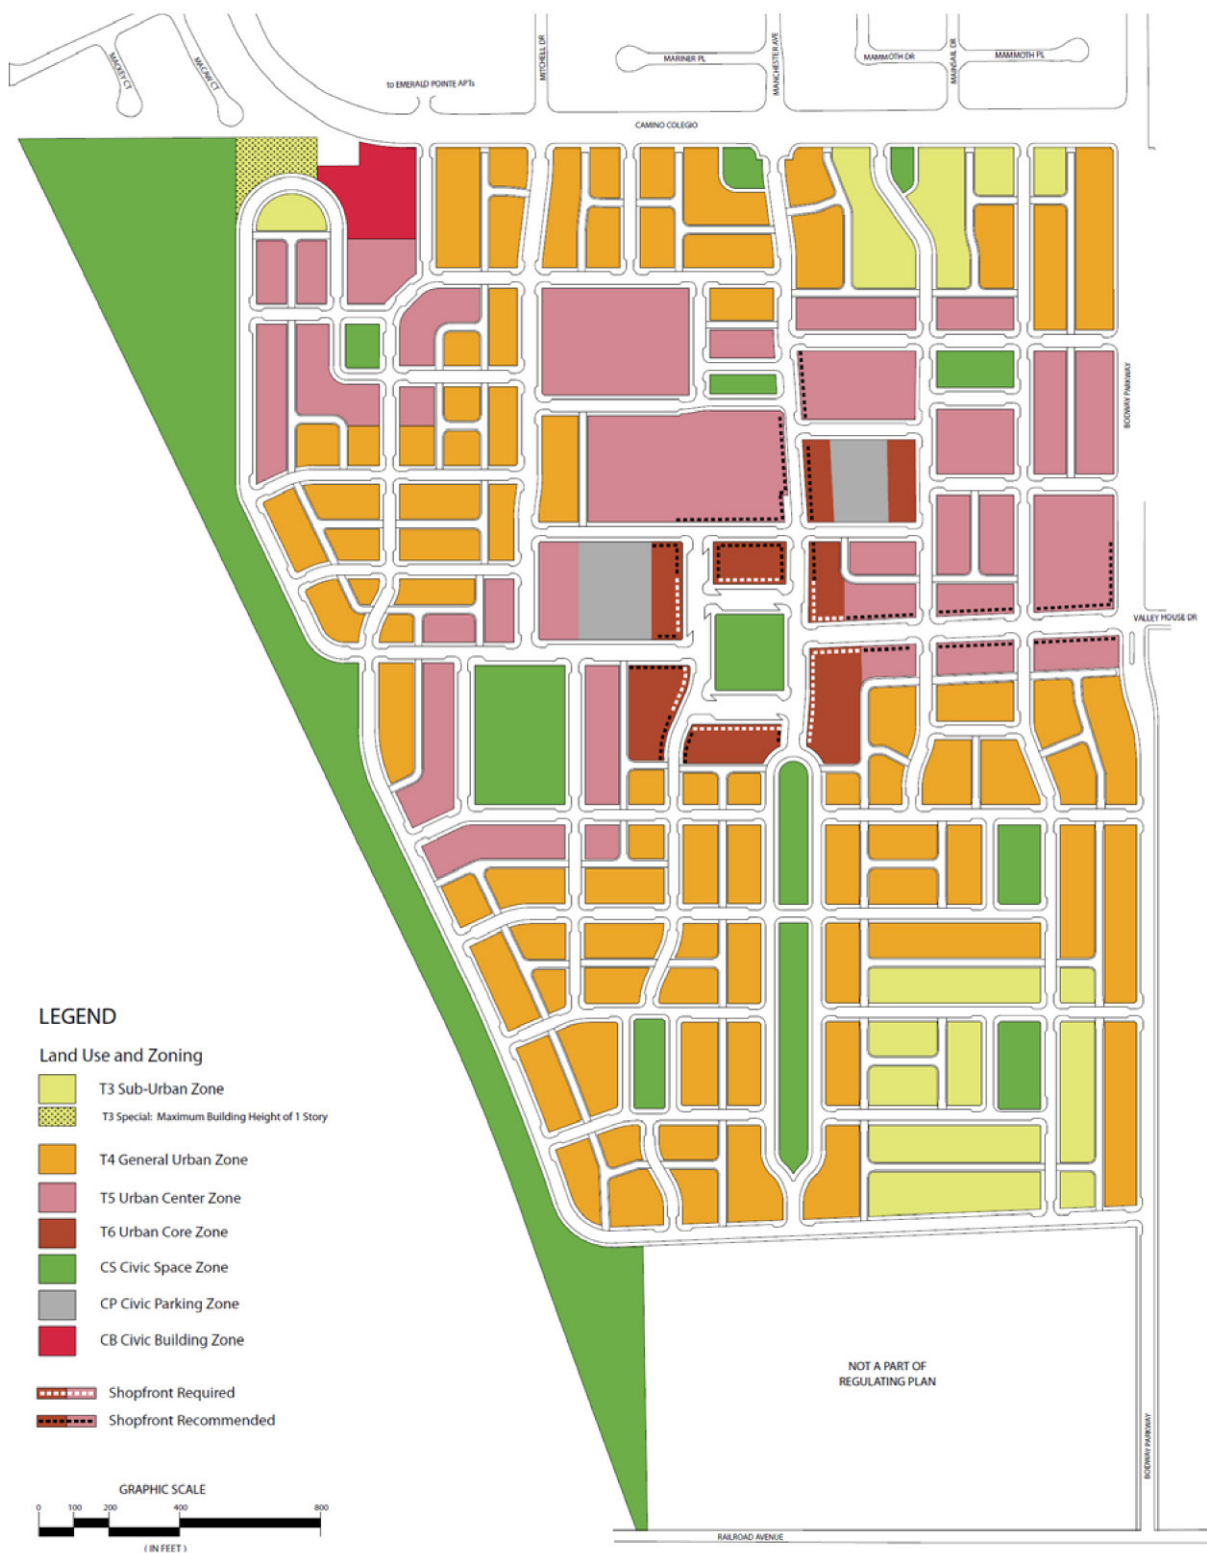 MACKEY CT
MACAW CT
to EMERALD POINTE APTs
MITCHELL DR
MARINER PL
MANCHESTER AVE
MAMMOTH DR
MAINSAIL DR
MAMMOTH PL
CAMINO COLEGIO
BODWAY PARKWAY
VALLEY HOUSE DR
LEGEND
Land Use and Zoning
T3 Sub-Urban Zone
T3 Special: Maximum Building Height of 1 Story
T4 General Urban Zone
T5 Urban Center Zone
T6 Urban Core Zone
CS Civic Space Zone
CP Civic Parking Zone
CB Civic Building Zone
Shopfront Required
Shopfront Recommended
NOT A PART OF
REGULATING PLAN
BODWAY PARKWAY
GRAPHIC SCALE
0 100 200 400 800
( IN FEET )
RAILROAD AVENUE